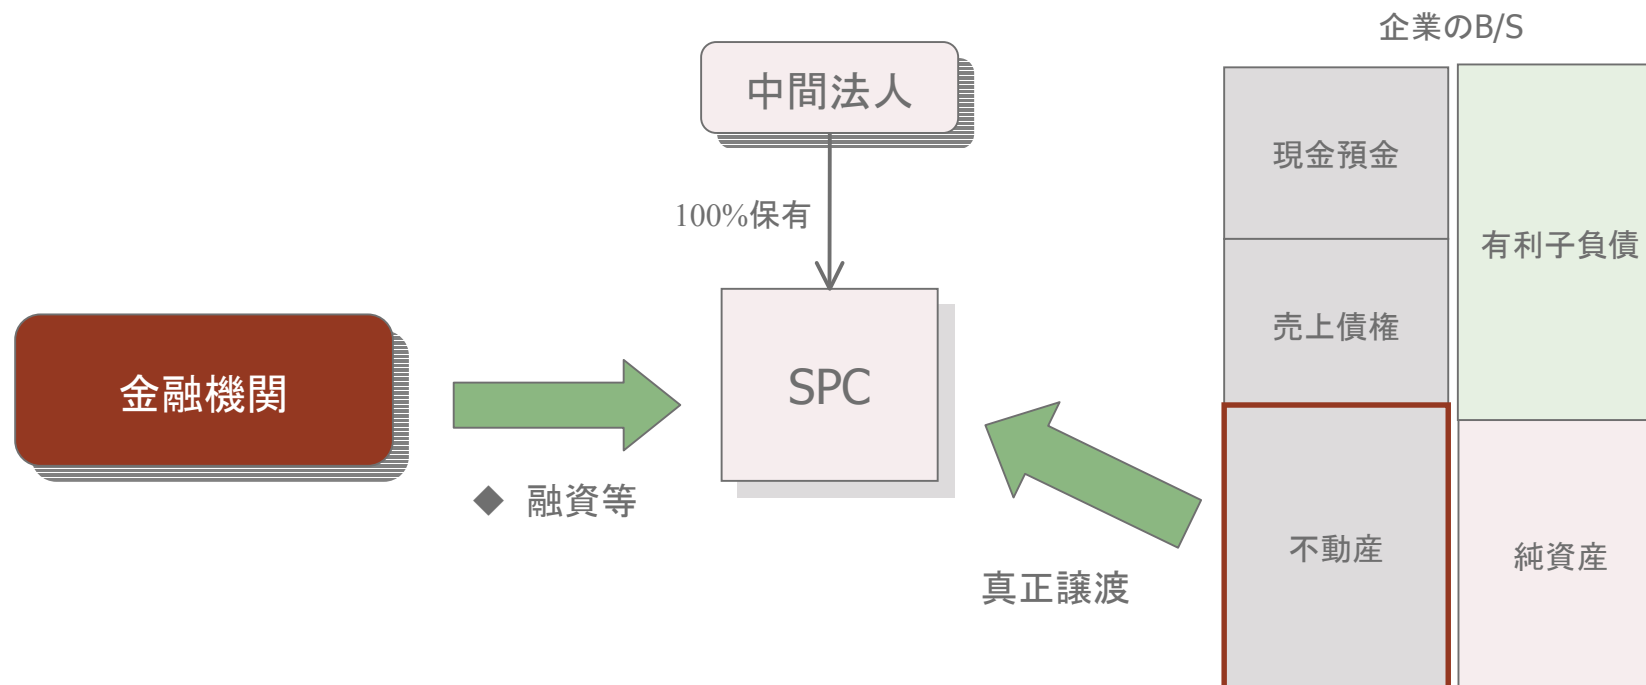 企業のB/S
中間法人
現金預金
100%保有
有利子負債
売上債権
SPC
金融機関
◆ 融資等
不動産
純資産
真正譲渡